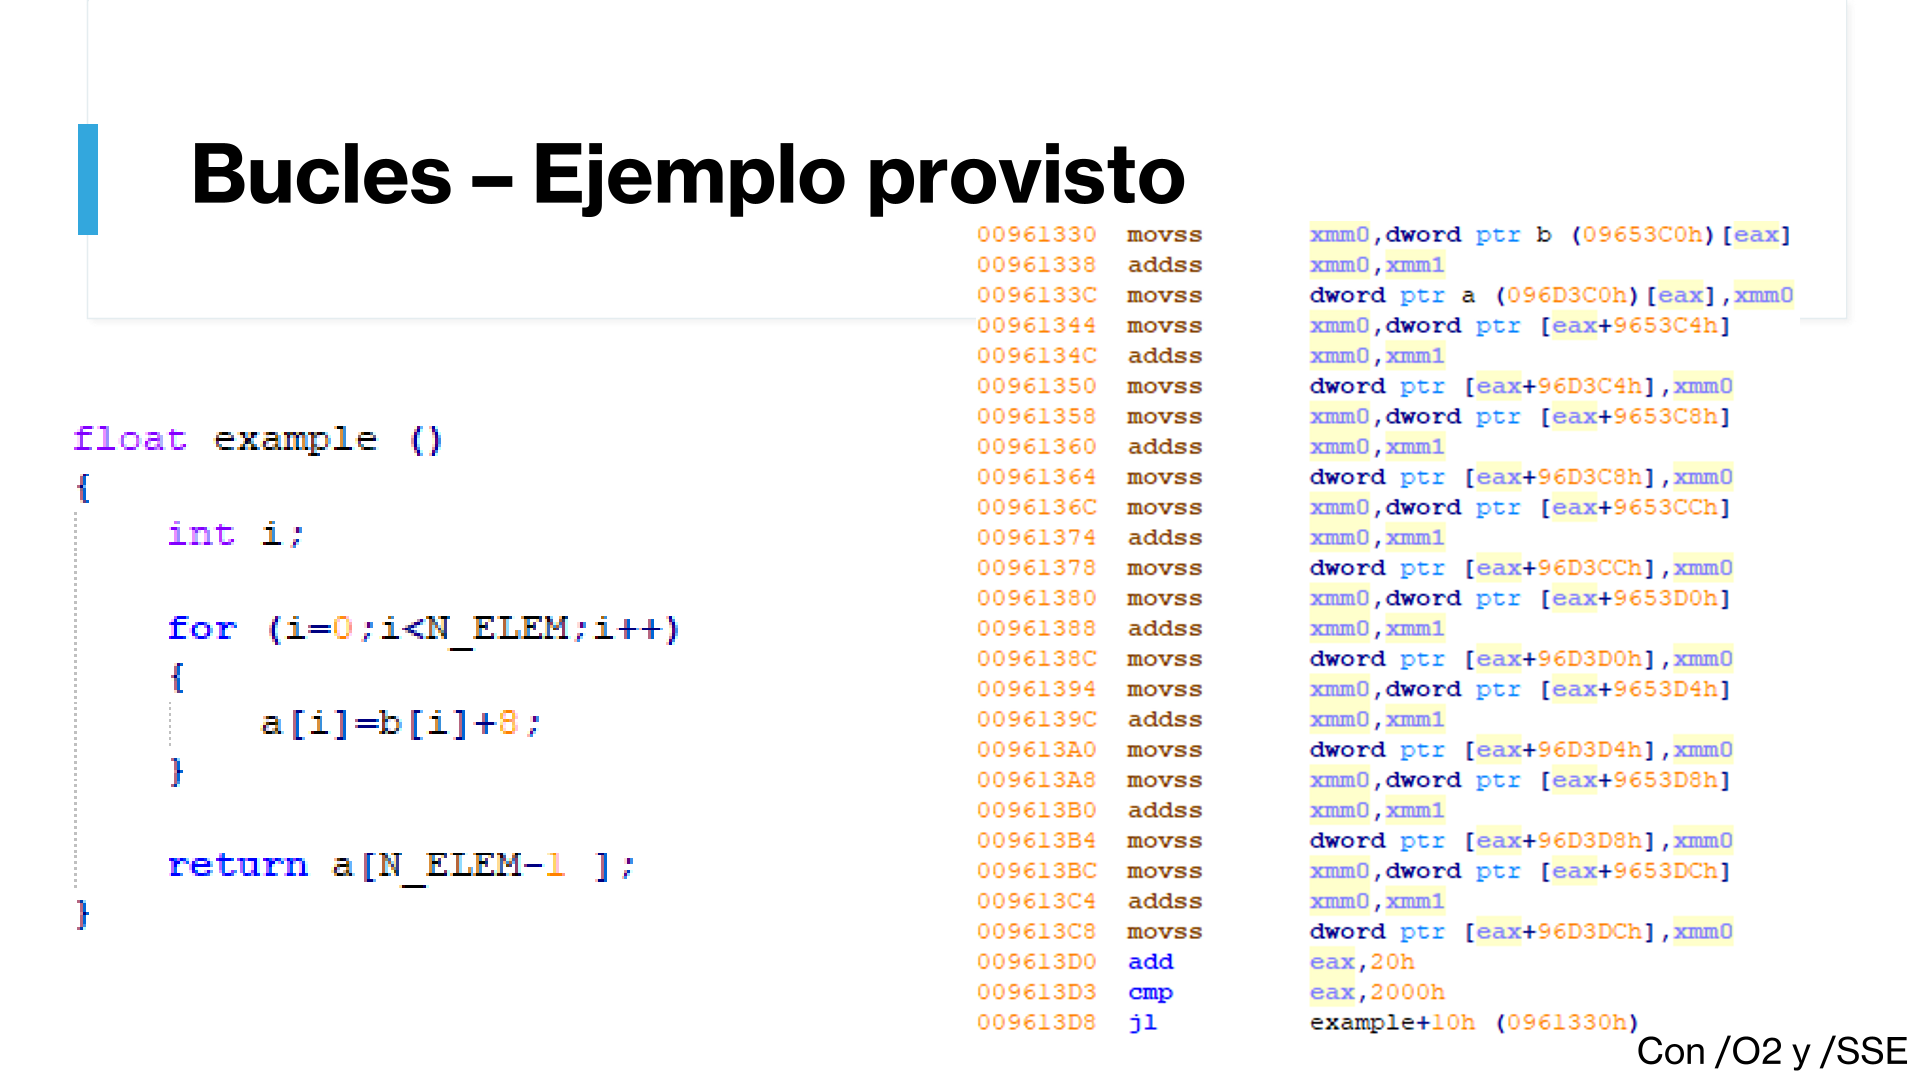 Bucles – Ejemplo provisto
float example ()
{
int i;
for (i=0;i<N_ELEM;i++)
{
a[i]=b[i]+8;
}
return a[N_ELEM-1 ];
}
00961330 movss xmm0,dword ptr b (09653C0h)[eax]
00961338 addss xmm0,xmm1
0096133C movss dword ptr a (096D3C0h)[eax],xmm0
00961344 movss xmm0,dword ptr [eax+9653C4h]
0096134C addss xmm0,xmm1
00961350 movss dword ptr [eax+96D3C4h],xmm0
00961358 movss xmm0,dword ptr [eax+9653C8h]
00961360 addss xmm0,xmm1
00961364 movss dword ptr [eax+96D3C8h],xmm0
0096136C movss xmm0,dword ptr [eax+9653CCh]
00961374 addss xmm0,xmm1
00961378 movss dword ptr [eax+96D3CCh],xmm0
00961380 movss xmm0,dword ptr [eax+9653D0h]
00961388 addss xmm0,xmm1
0096138C movss dword ptr [eax+96D3D0h],xmm0
00961394 movss xmm0,dword ptr [eax+9653D4h]
0096139C addss xmm0,xmm1
009613A0 movss dword ptr [eax+96D3D4h],xmm0
009613A8 movss xmm0,dword ptr [eax+9653D8h]
009613B0 addss xmm0,xmm1
009613B4 movss dword ptr [eax+96D3D8h],xmm0
009613BC movss xmm0,dword ptr [eax+9653DCh]
009613C4 addss xmm0,xmm1
009613C8 movss dword ptr [eax+96D3DCh],xmm0
009613D0 add eax,20h
009613D3 cmp eax,2000h
009613D8 jl example+10h (0961330h)
Con /O2 y /SSE